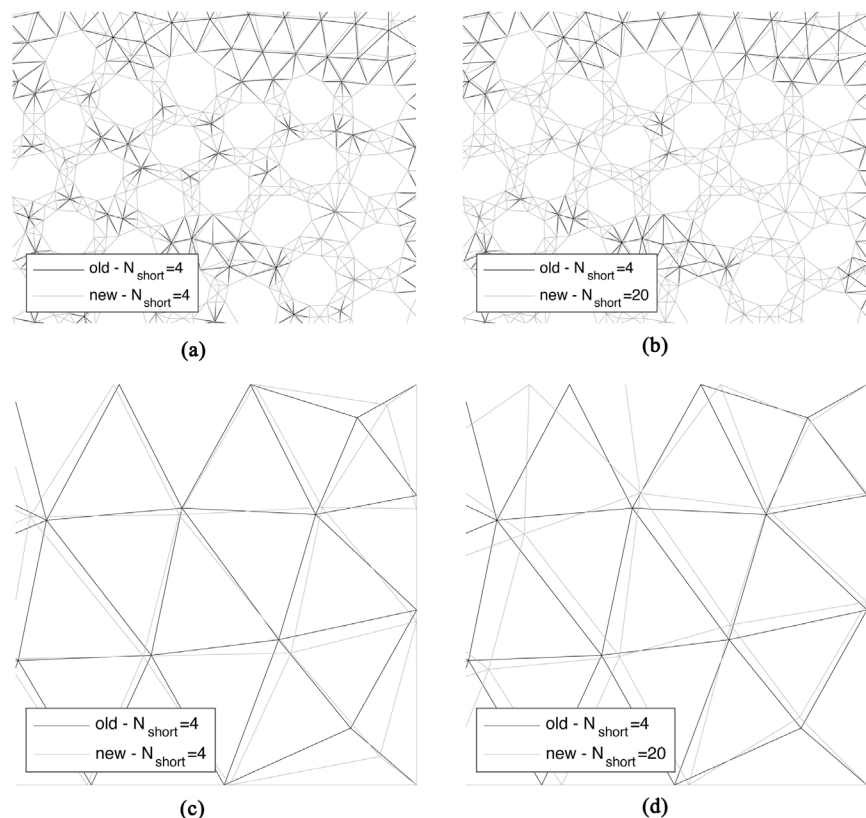 old - N_short=4
new - N_short=4
(a)
old - N_short=4
new - N_short=20
(b)
old - N_short=4
new - N_short=4
(c)
old - N_short=4
new - N_short=20
(d)